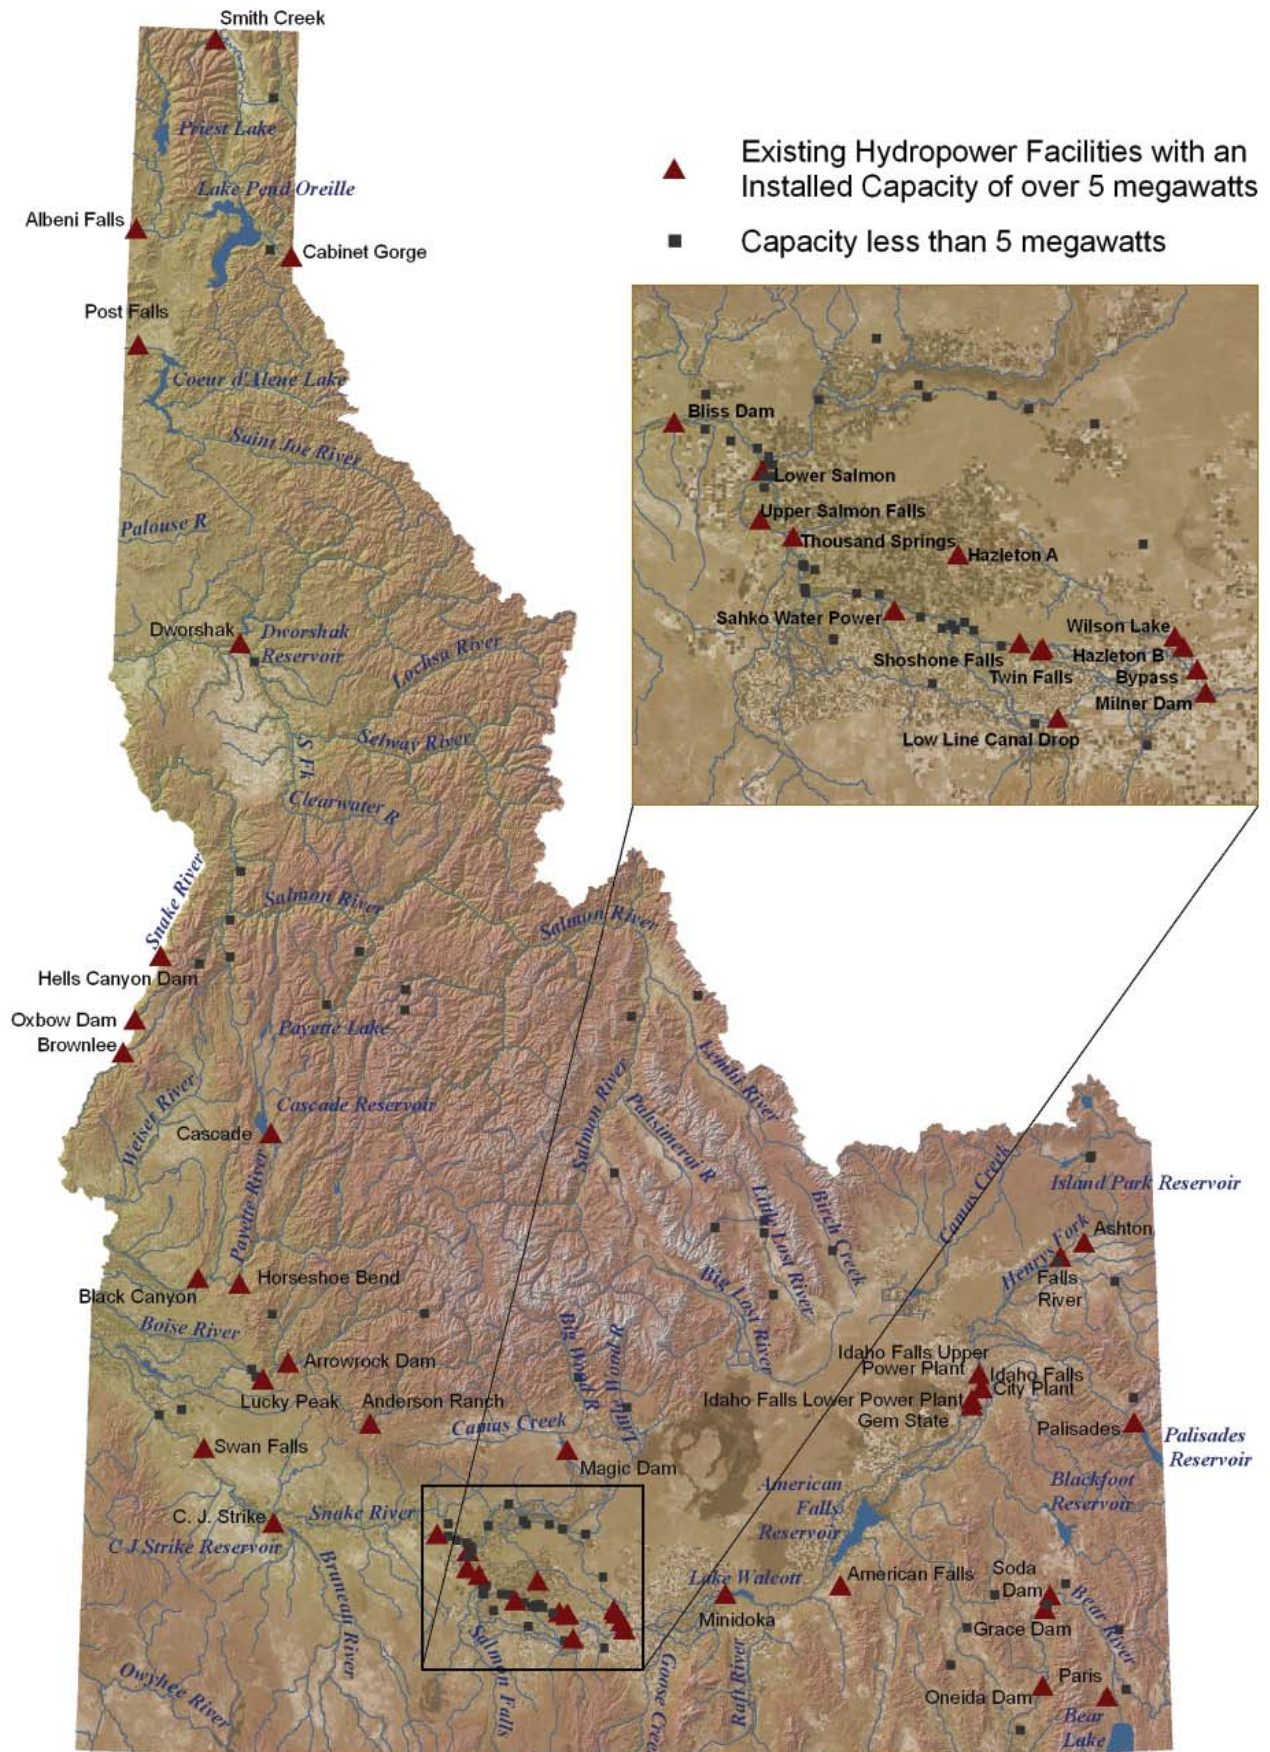 Smith Creek
Priest Lake
Lake Pend Oreille
Albeni Falls
Cabinet Gorge
Post Falls
Coeur d'Alene Lake
Saint Joe River
Palouse R
Dworshak
Dworshak
Reservoir
Lochsa River
Selway River
S Fk
Clearwater R
Existing Hydropower Facilities with an
Installed Capacity of over 5 megawatts
Capacity less than 5 megawatts
Bliss Dam
Lower Salmon
Upper Salmon Falls
Thousand Springs
Hazleton A
Sahko Water Power
Wilson Lake
Shoshone Falls
Hazleton B
Twin Falls
Bypass
Milner Dam
Low Line Canal Drop
Snake River
Salmon River
Salmon River
Hells Canyon Dam
Oxbow Dam
Brownlee
Payette Lake
Lemhi River
Weiser River
Cascade Reservoir
Cascade
Salmon River
Pahsimerai R
Payette River
Little Lost River
Birch Creek
Camas Creek
Island Park Reservoir
Henrys Fork
Ashton
Falls
River
Black Canyon
Horseshoe Bend
Big Lost River
Boise River
Big Wood R
Little Wood R
Arrowrock Dam
Lucky Peak
Anderson Ranch
Idaho Falls Upper
Power Plant
Idaho Falls
City Plant
Idaho Falls Lower Power Plant
Gem State
Camas Creek
Swan Falls
Magic Dam
Palisades
Palisades
Reservoir
American
Falls
Reservoir
Blackfoot
Reservoir
C. J. Strike
Snake River
C J Strike Reservoir
Bruneau River
Lake Walcott
Minidoka
American Falls
Soda
Dam
Grace Dam
Bear River
Salmon Falls
Goose Creek
Raft River
Owyhee River
Oneida Dam
Paris
Bear
Lake